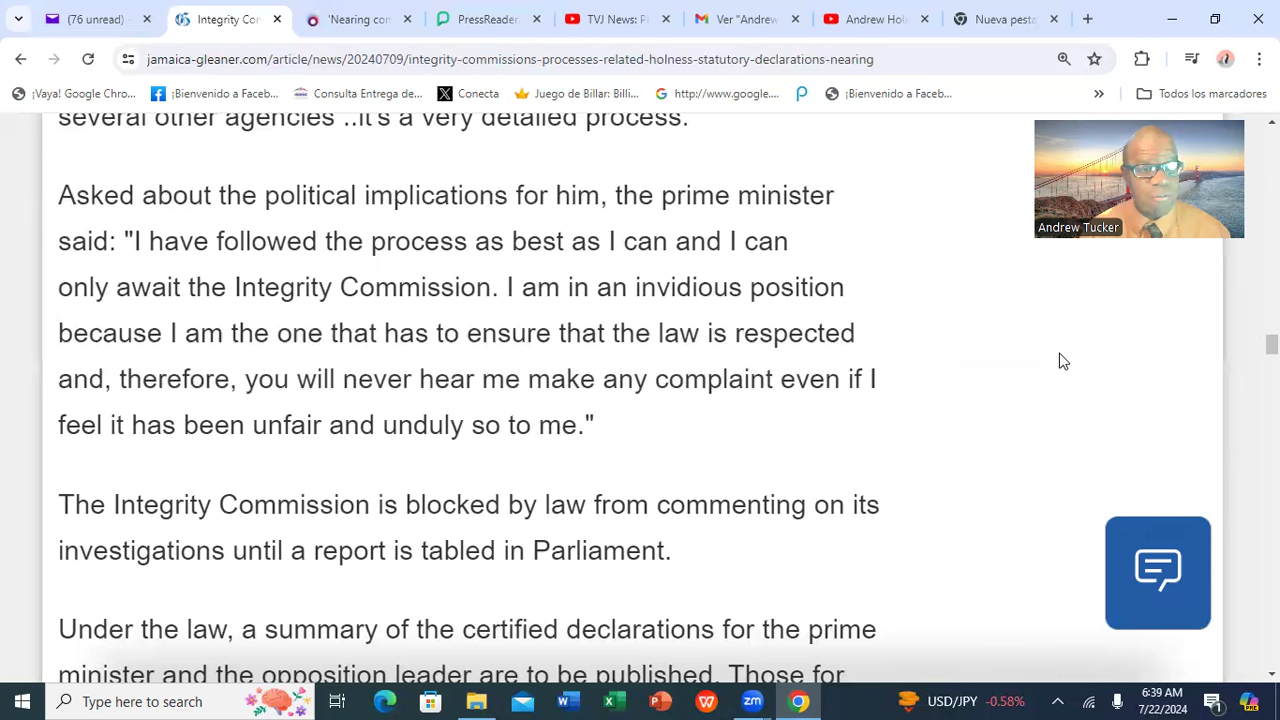 (76 unread)
Integrity Co
'Nearing con
PressReader.
TVJ News: P
Ver "Andrew
Andrew Hol
Nueva pest
jamaica-gleaner.com/article/news/20240709/integrity-commissions-processes-related-holness-statutory-declarations-nearing
¡Vaya! Google Chro...
¡Bienvenido a Faceb...
Consulta Entrega de...
Conecta
Juego de Billar: Billi...
http://www.google....
¡Bienvenido a Faceb...
»
Todos los marcadores
several other agencies ..it's a very detailed process.
Asked about the political implications for him, the prime minister
said: "I have followed the process as best as I can and I can
only await the Integrity Commission. I am in an invidious position
because I am the one that has to ensure that the law is respected
and, therefore, you will never hear me make any complaint even if I
feel it has been unfair and unduly so to me."
The Integrity Commission is blocked by law from commenting on its
investigations until a report is tabled in Parliament.
Under the law, a summary of the certified declarations for the prime
minister and the opposition leader are to be published. Those for
Andrew Tucker
Type here to search
USD/JPY -0.58%
6:39 AM
7/22/2024